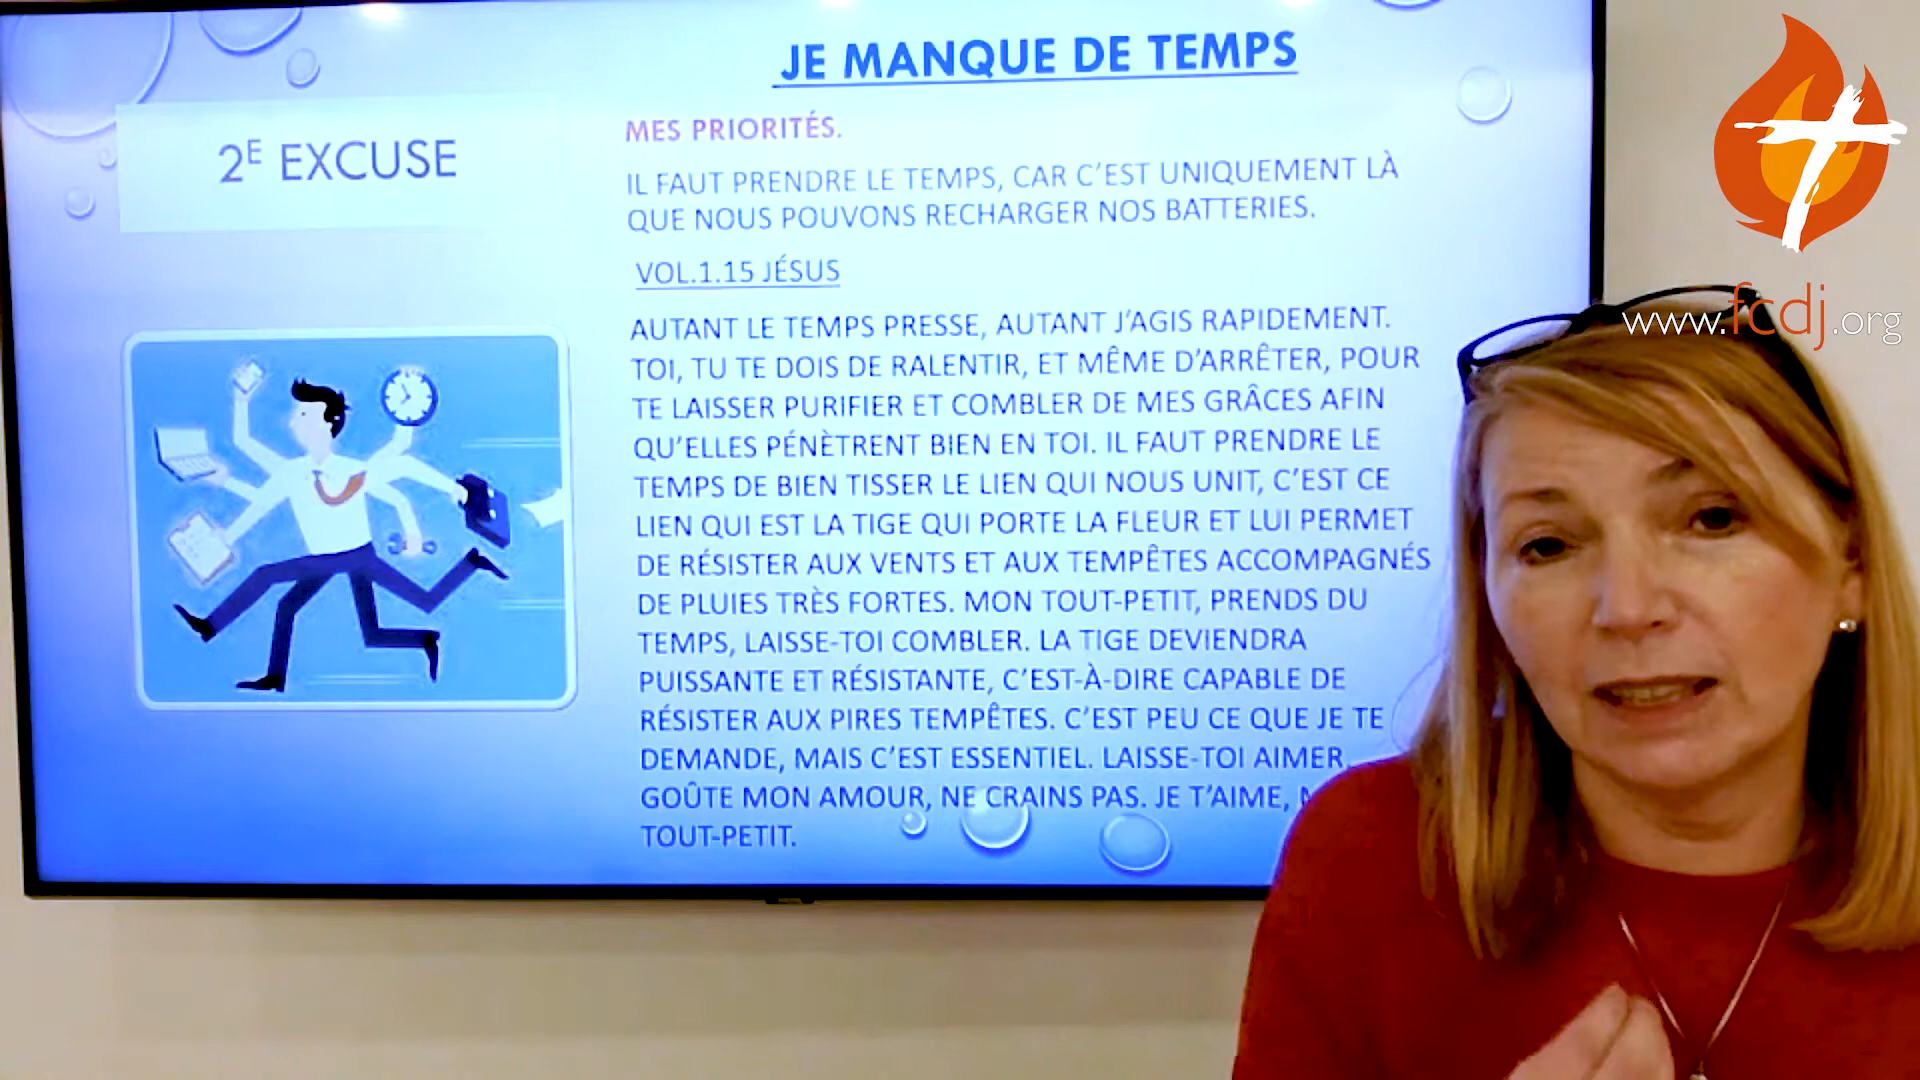 JE MANQUE DE TEMPS
2E EXCUSE
MES PRIORITÉS.
IL FAUT PRENDRE LE TEMPS, CAR C'EST UNIQUEMENT LÀ
QUE NOUS POUVONS RECHARGER NOS BATTERIES.
VOL.1.15 JÉSUS
AUTANT LE TEMPS PRESSE, AUTANT J'AGIS RAPIDEMENT.
TOI, TU TE DOIS DE RALENTIR, ET MÊME D'ARRÊTER, POUR
TE LAISSER PURIFIER ET COMBLER DE MES GRÂCES AFIN
QU'ELLES PÉNÈTRENT BIEN EN TOI. IL FAUT PRENDRE LE
TEMPS DE BIEN TISSER LE LIEN QUI NOUS UNIT, C'EST CE
LIEN QUI EST LA TIGE QUI PORTE LA FLEUR ET LUI PERMET
DE RÉSISTER AUX VENTS ET AUX TEMPÊTES ACCOMPAGNÉS
DE PLUIES TRÈS FORTES. MON TOUT-PETIT, PRENDS DU
TEMPS, LAISSE-TOI COMBLER. LA TIGE DEVIENDRA
PUISSANTE ET RÉSISTANTE, C'EST-À-DIRE CAPABLE DE
RÉSISTER AUX PIRES TEMPÊTES. C'EST PEU CE QUE JE TE
DEMANDE, MAIS C'EST ESSENTIEL. LAISSE-TOI AIMER,
GOÛTE MON AMOUR, NE CRAINS PAS. JE T'AIME,
TOUT-PETIT.
www.fcdj.org